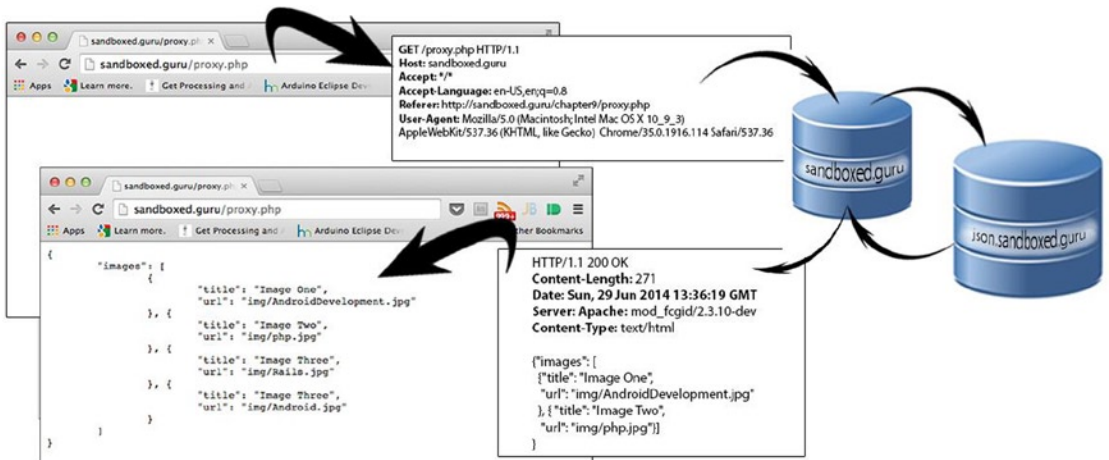 sandboxed.guru/proxy.ph ×
sandboxed.guru/proxy.php
Apps Learn more. Get Processing and Arduino Eclipse Dev
GET /proxy.php HTTP/1.1
Host: sandboxed.guru
Accept: */*
Accept-Language: en-US,en;q=0.8
Referer: http://sandboxed.guru/chapter9/proxy.php
User-Agent: Mozilla/5.0 (Macintosh; Intel Mac OS X 10_9_3)
AppleWebKit/537.36 (KHTML, like Gecko) Chrome/35.0.1916.114 Safari/537.36
sandboxed.guru
json.sandboxed.guru
sandboxed.guru/proxy.ph ×
sandboxed.guru/proxy.php
999+ JB
Apps Learn more. Get Processing and Arduino Eclipse Dev ther Bookmarks
{
"images": [
{
"title": "Image One",
"url": "img/AndroidDevelopment.jpg"
}, {
"title": "Image Two",
"url": "img/php.jpg"
}, {
"title": "Image Three",
"url": "img/Rails.jpg"
}, {
"title": "Image Three",
"url": "img/Android.jpg"
}
]
}
HTTP/1.1 200 OK
Content-Length: 271
Date: Sun, 29 Jun 2014 13:36:19 GMT
Server: Apache: mod_fcgid/2.3.10-dev
Content-Type: text/html
{"images": [
{"title": "Image One",
"url": "img/AndroidDevelopment.jpg"
}, { "title": "Image Two",
"url": "img/php.jpg"}]
}